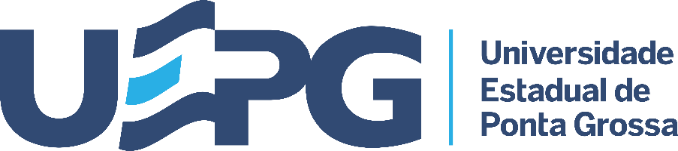 UEPG
Universidade
Estadual de
Ponta Grossa